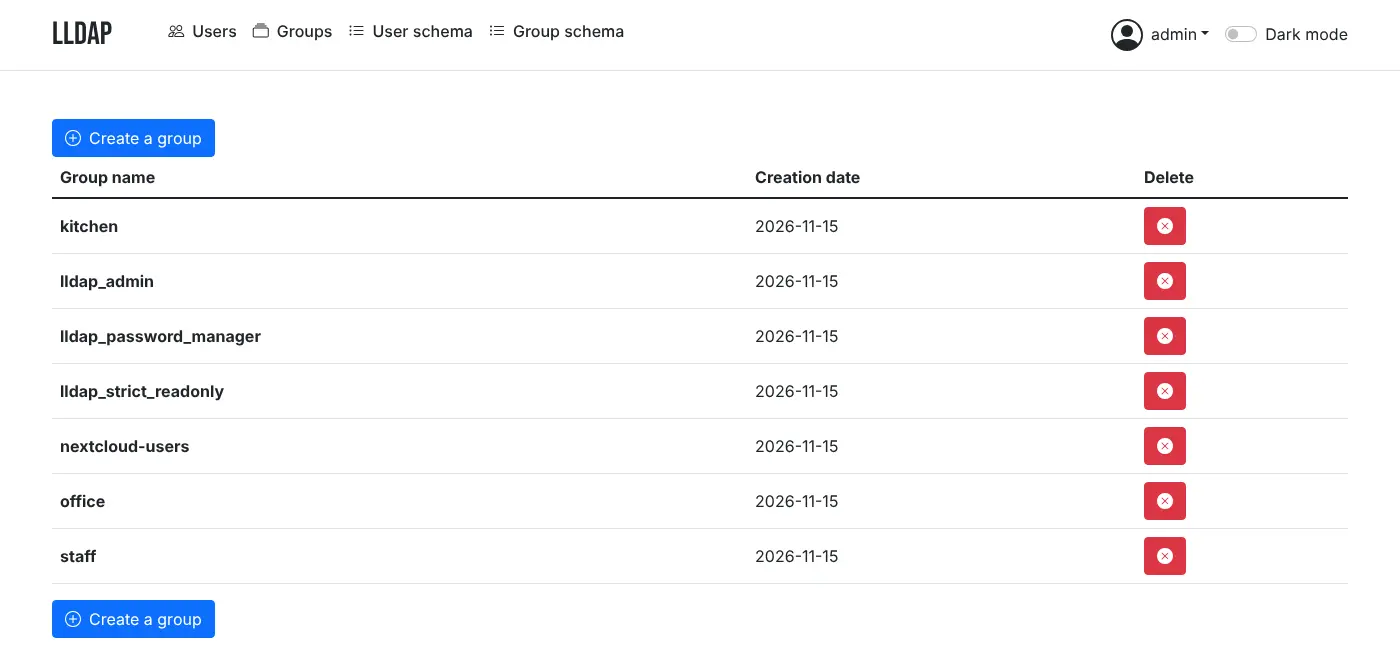 LLDAP Users Groups User schema Group schema admin Dark mode
Create a group
Group name Creation date Delete
kitchen 2026-11-15
lldap_admin 2026-11-15
lldap_password_manager 2026-11-15
lldap_strict_readonly 2026-11-15
nextcloud-users 2026-11-15
office 2026-11-15
staff 2026-11-15
Create a group